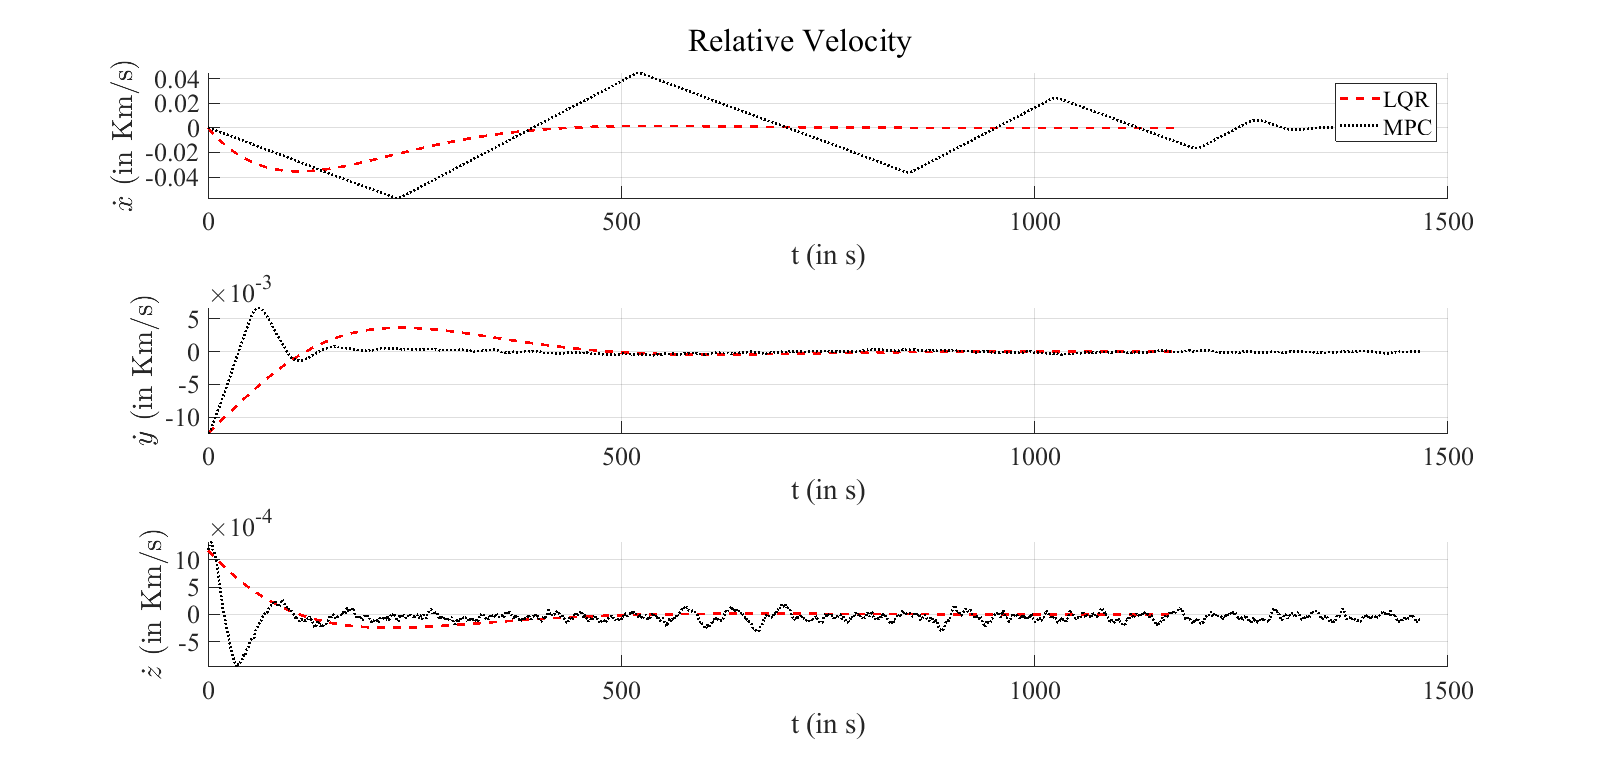 Relative Velocity
ẋ (in Km/s)
0.04
0.02
0
-0.02
-0.04
LQR
MPC
0 500 1000 1500
t (in s)
×10⁻³
ẏ (in Km/s)
5
0
-5
-10
0 500 1000 1500
t (in s)
×10⁻⁴
ż (in Km/s)
10
5
0
-5
0 500 1000 1500
t (in s)